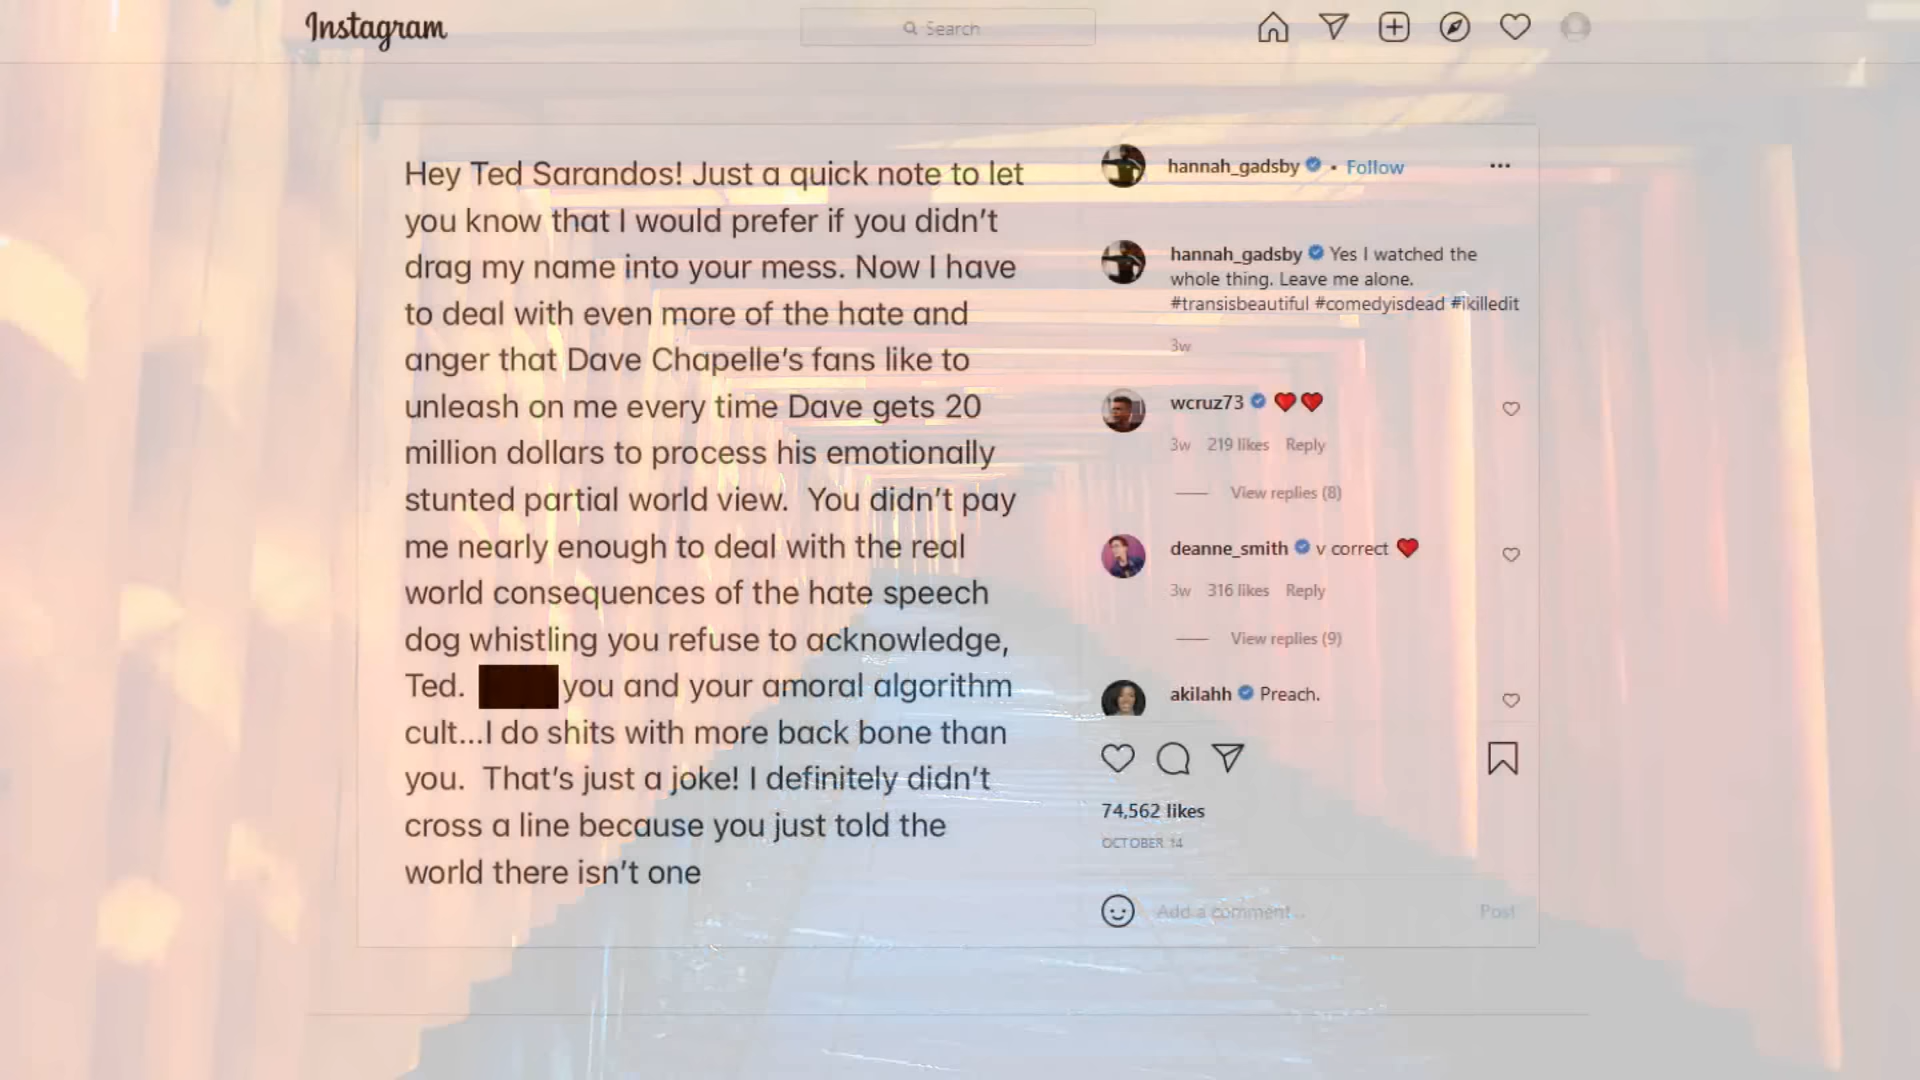 Instagram
Search
Hey Ted Sarandos! Just a quick note to let
you know that I would prefer if you didn't
drag my name into your mess. Now I have
to deal with even more of the hate and
anger that Dave Chapelle's fans like to
unleash on me every time Dave gets 20
million dollars to process his emotionally
stunted partial world view.  You didn't pay
me nearly enough to deal with the real
world consequences of the hate speech
dog whistling you refuse to acknowledge,
Ted. you and your amoral algorithm
cult...I do shits with more back bone than
you.  That's just a joke! I definitely didn't
cross a line because you just told the
world there isn't one
hannah_gadsby • Follow
hannah_gadsby Yes I watched the
whole thing. Leave me alone.
#transisbeautiful #comedyisdead #ikilledit
3w
wcruz73 ❤️❤️
3w 219 likes Reply
View replies (8)
deanne_smith v correct ❤️
3w 316 likes Reply
View replies (9)
akilahh Preach.
74,562 likes
OCTOBER 14
Add a comment...
Post